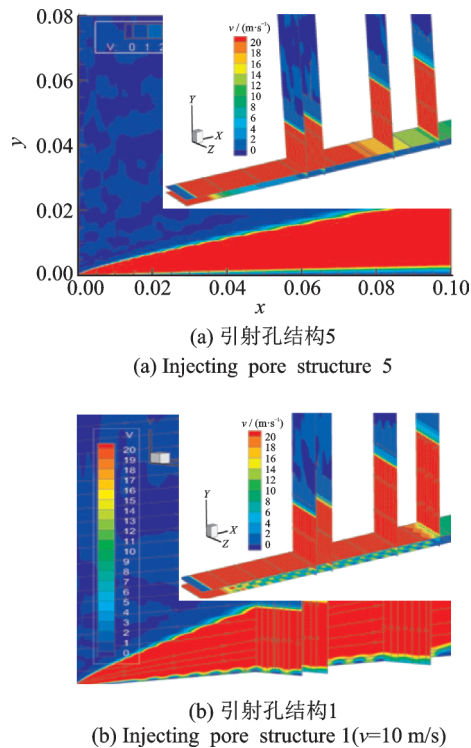 v / (m·s⁻¹)
20
18
16
14
12
10
8
6
4
2
0
V: 0 1 2
Y
X
Z
y
0.08
0.06
0.04
0.02
0.00
0.00 0.02 0.04 0.06 0.08 0.10
x
(a) 引射孔结构5
(a) Injecting pore structure 5
v / (m·s⁻¹)
20
18
16
14
12
10
8
6
4
2
0
V
20
19
18
17
16
15
14
13
12
11
10
9
8
7
6
5
4
3
2
1
0
Y
X
Z
(b) 引射孔结构1
(b) Injecting pore structure 1(v=10 m/s)